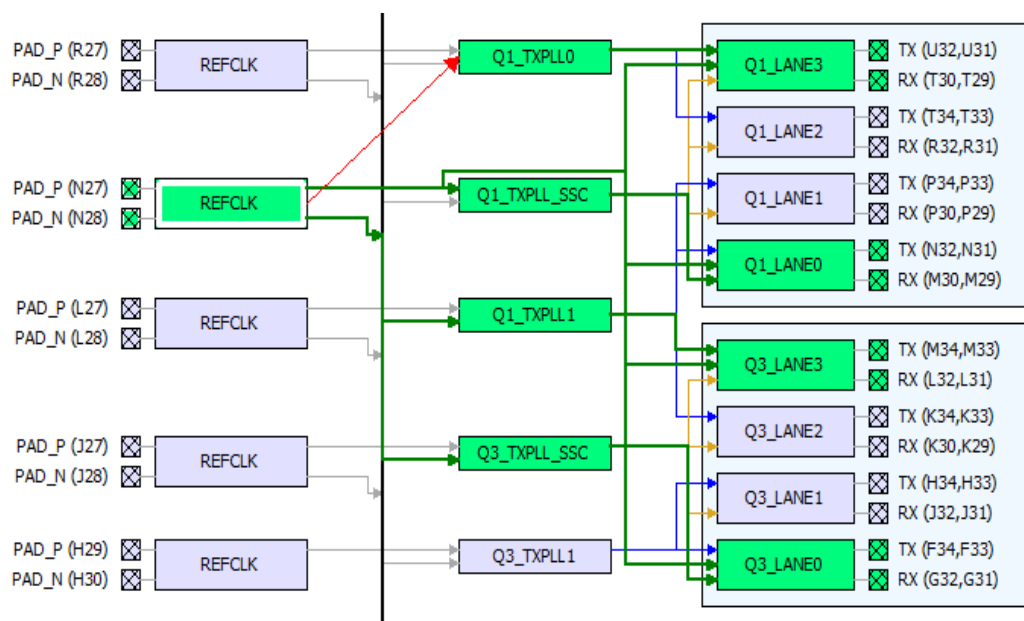 PAD_P (R27)
PAD_N (R28)
REFCLK
PAD_P (N27)
PAD_N (N28)
REFCLK
PAD_P (L27)
PAD_N (L28)
REFCLK
PAD_P (J27)
PAD_N (J28)
REFCLK
PAD_P (H29)
PAD_N (H30)
REFCLK
Q1_TXPLL0
Q1_TXPLL_SSC
Q1_TXPLL1
Q3_TXPLL_SSC
Q3_TXPLL1
Q1_LANE3
TX (U32,U31)
RX (T30,T29)
Q1_LANE2
TX (T34,T33)
RX (R32,R31)
Q1_LANE1
TX (P34,P33)
RX (P30,P29)
Q1_LANE0
TX (N32,N31)
RX (M30,M29)
Q3_LANE3
TX (M34,M33)
RX (L32,L31)
Q3_LANE2
TX (K34,K33)
RX (K30,K29)
Q3_LANE1
TX (H34,H33)
RX (J32,J31)
Q3_LANE0
TX (F34,F33)
RX (G32,G31)